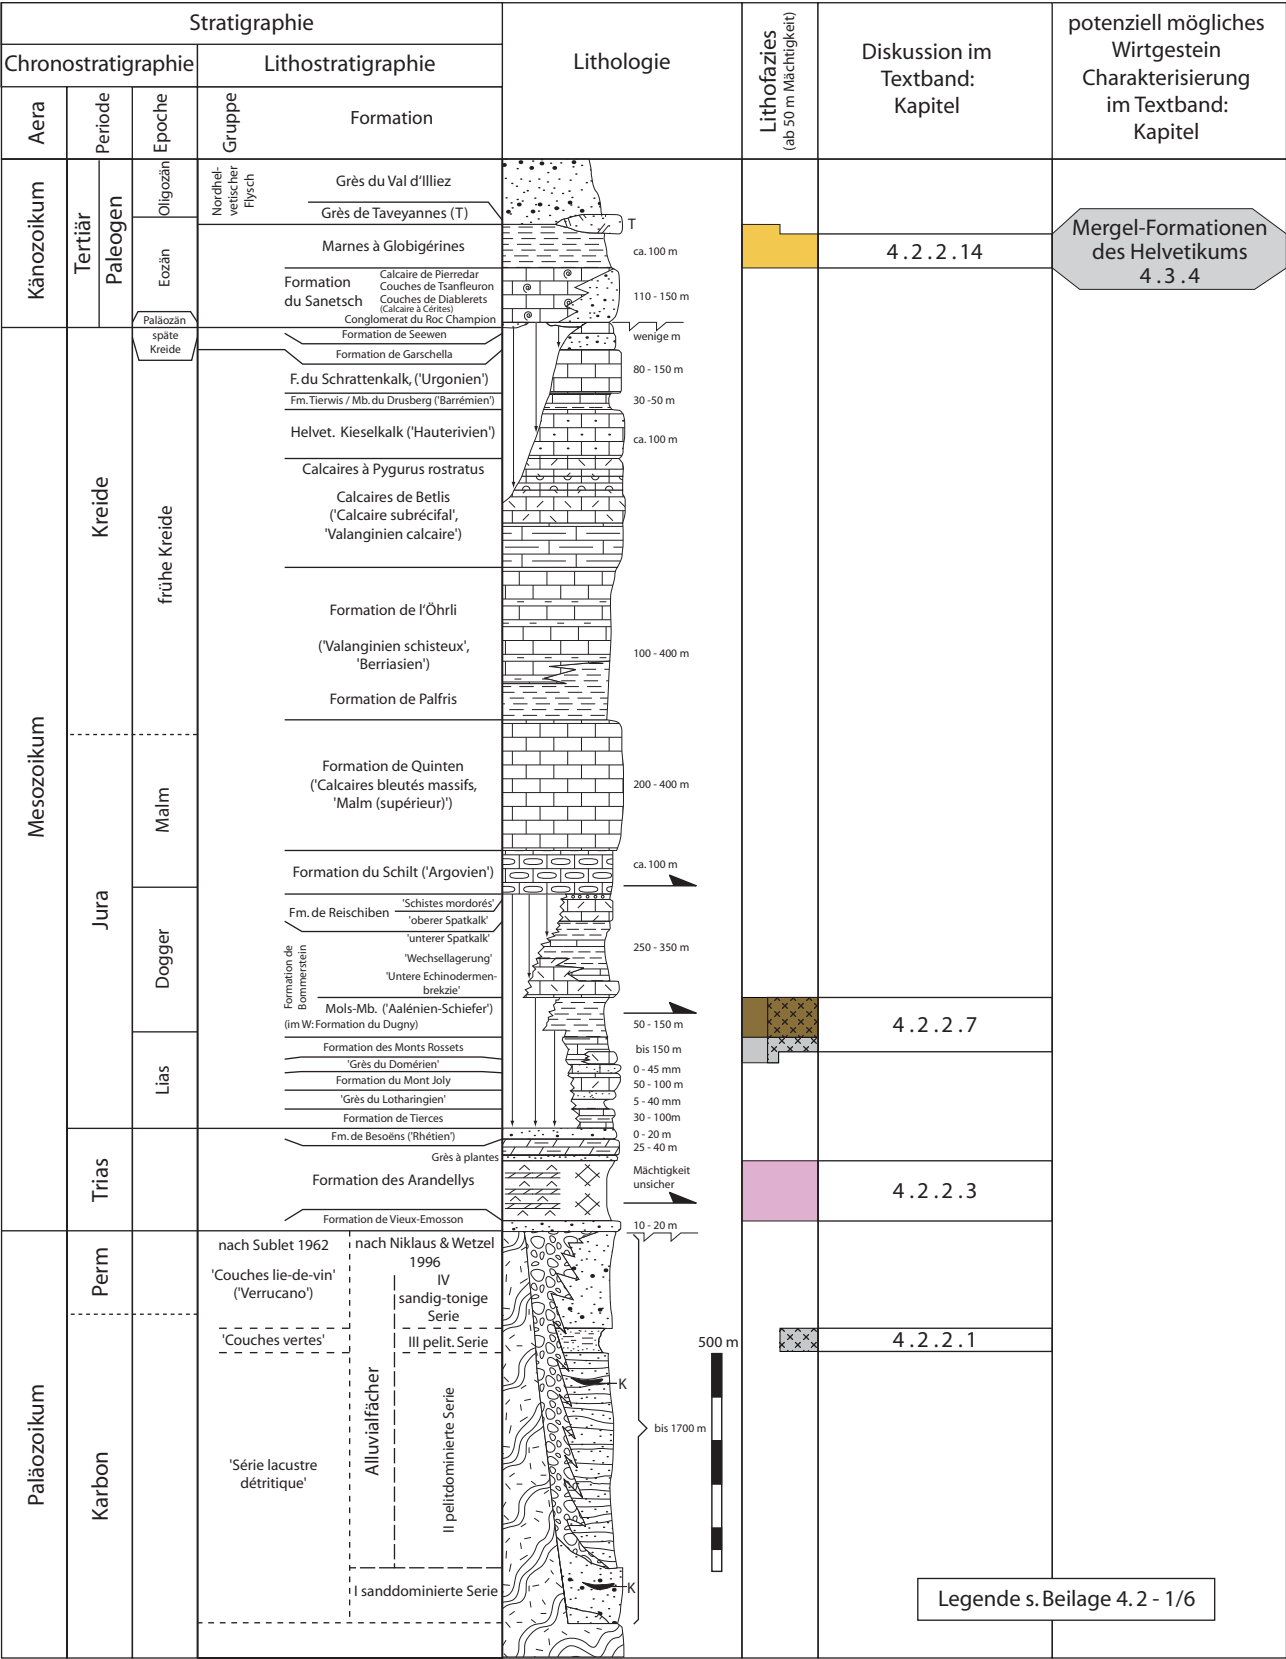 Stratigraphie
Chronostratigraphie
Lithostratigraphie
Lithologie
Aera
Periode
Epoche
Gruppe
Formation
Lithofazies
(ab 50 m Mächtigkeit)
Diskussion im
Textband:
Kapitel
potenziell mögliches
Wirtgestein
Charakterisierung
im Textband:
Kapitel
Känozoikum
Tertiär
Paleogen
Oligozän
Eozän
Paläozän
Nordhel-
vetischer
Flysch
Grès du Val d'Illiez
Grès de Taveyannes (T)
T
Marnes à Globigérines
ca. 100 m
4.2.2.14
Mergel-Formationen
des Helvetikums
4.3.4
Formation
du Sanetsch
Calcaire de Pierredar
Couches de Tsanfleuron
Couches de Diablerets
(Calcaire à Cérites)
Conglomerat du Roc Champion
110 - 150 m
Mesozoikum
Kreide
späte
Kreide
frühe Kreide
Formation de Seewen
wenige m
Formation de Garschella
F. du Schrattenkalk, ('Urgonien')
80 - 150 m
Fm. Tierwis / Mb. du Drusberg ('Barrémien')
30 -50 m
Helvet. Kieselkalk ('Hauterivien')
ca. 100 m
Calcaires à Pygurus rostratus
Calcaires de Betlis
('Calcaire subrécifal',
'Valanginien calcaire')
Formation de l'Öhrli
('Valanginien schisteux',
'Berriasien')
100 - 400 m
Formation de Palfris
Jura
Malm
Formation de Quinten
('Calcaires bleutés massifs,
'Malm (supérieur)')
200 - 400 m
Formation du Schilt ('Argovien')
ca. 100 m
Dogger
Fm. de Reischiben
'Schistes mordorés'
'oberer Spatkalk'
Formation de
Bommerstein
'unterer Spatkalk'
'Wechsellagerung'
'Untere Echinodermen-
brekzie'
250 - 350 m
Mols-Mb. ('Aalénien-Schiefer')
(im W: Formation du Dugny)
50 - 150 m
4.2.2.7
Lias
Formation des Monts Rossets
bis 150 m
'Grès du Domérien'
0 - 45 mm
Formation du Mont Joly
50 - 100 m
'Grès du Lotharingien'
5 - 40 mm
Formation de Tierces
30 - 100m
Trias
Fm. de Besoëns ('Rhétien')
0 - 20 m
25 - 40 m
Grès à plantes
Formation des Arandellys
Mächtigkeit
unsicher
4.2.2.3
Formation de Vieux-Emosson
10 - 20 m
Paläozoikum
Perm
Karbon
nach Sublet 1962
nach Niklaus & Wetzel
1996
'Couches lie-de-vin'
('Verrucano')
IV
sandig-tonige
Serie
'Couches vertes'
III pelit. Serie
500 m
4.2.2.1
K
Alluvialfächer
II pelitdominierte Serie
bis 1700 m
'Série lacustre
détritique'
I sanddominierte Serie
K
Legende s. Beilage 4.2 - 1/6